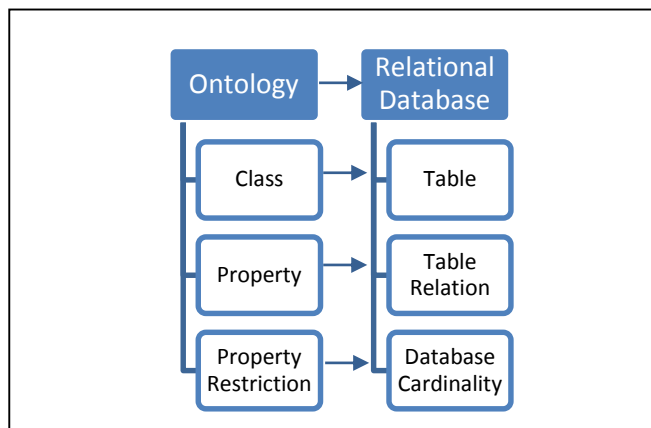 Ontology
Relational
Database
Class
Table
Property
Table
Relation
Property
Restriction
Database
Cardinality